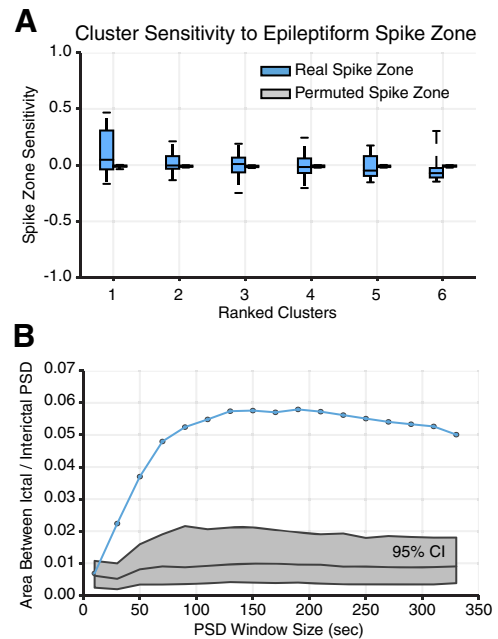 A
Cluster Sensitivity to Epileptiform Spike Zone
Spike Zone Sensitivity
1.0
0.5
0.0
-0.5
-1.0
Real Spike Zone
Permuted Spike Zone
1 2 3 4 5 6
Ranked Clusters
B
Area Between Ictal / Interictal PSD
0.07
0.06
0.05
0.04
0.03
0.02
0.01
0.00
95% CI
0 50 100 150 200 250 300 350
PSD Window Size (sec)